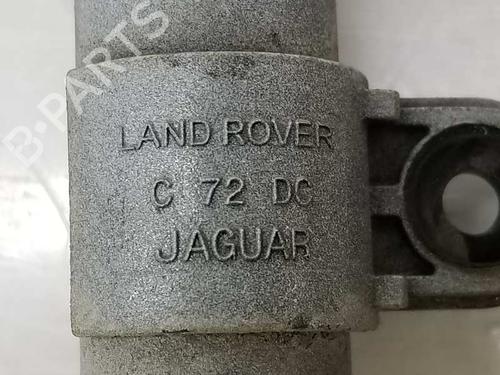 B-PARTS
LAND ROVER
C 72 DC
JAGUAR